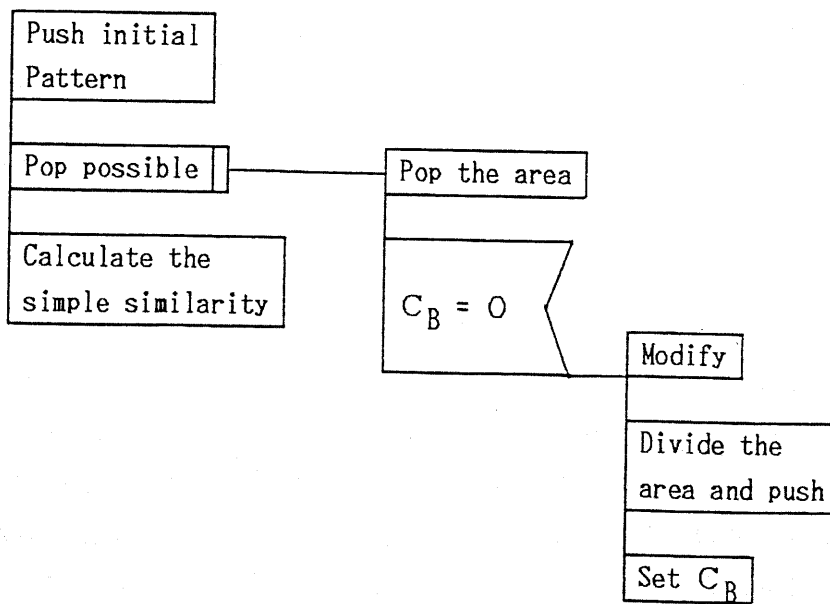 Push initial
Pattern
Pop possible
Pop the area
Calculate the
simple similarity
C_B = 0
Modify
Divide the
area and push
Set C_B